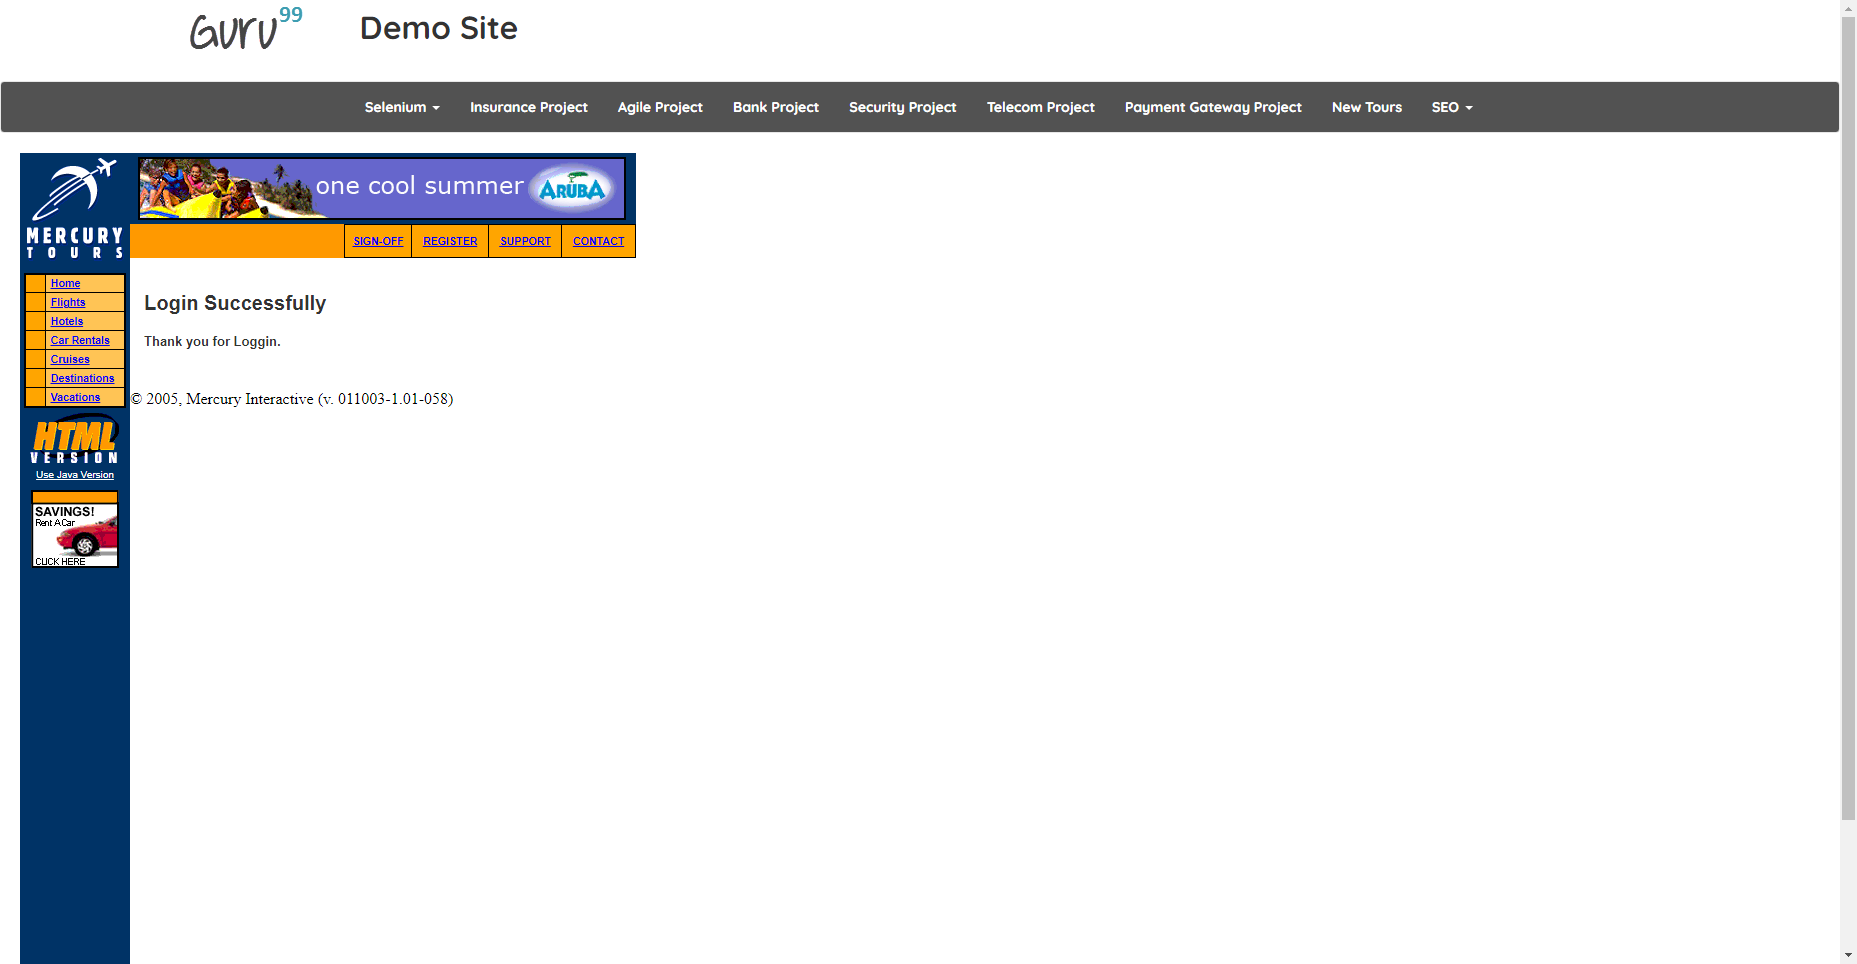 Guru99
Demo Site
Selenium Insurance Project Agile Project Bank Project Security Project Telecom Project Payment Gateway Project New Tours SEO
one cool summer ARUBA
MERCURY
TOURS
SIGN-OFF REGISTER SUPPORT CONTACT
Home
Flights
Hotels
Car Rentals
Cruises
Destinations
Vacations
Login Successfully
Thank you for Loggin.
© 2005, Mercury Interactive (v. 011003-1.01-058)
HTML
VERSION
Use Java Version
SAVINGS!
Rent A Car
CLICK HERE